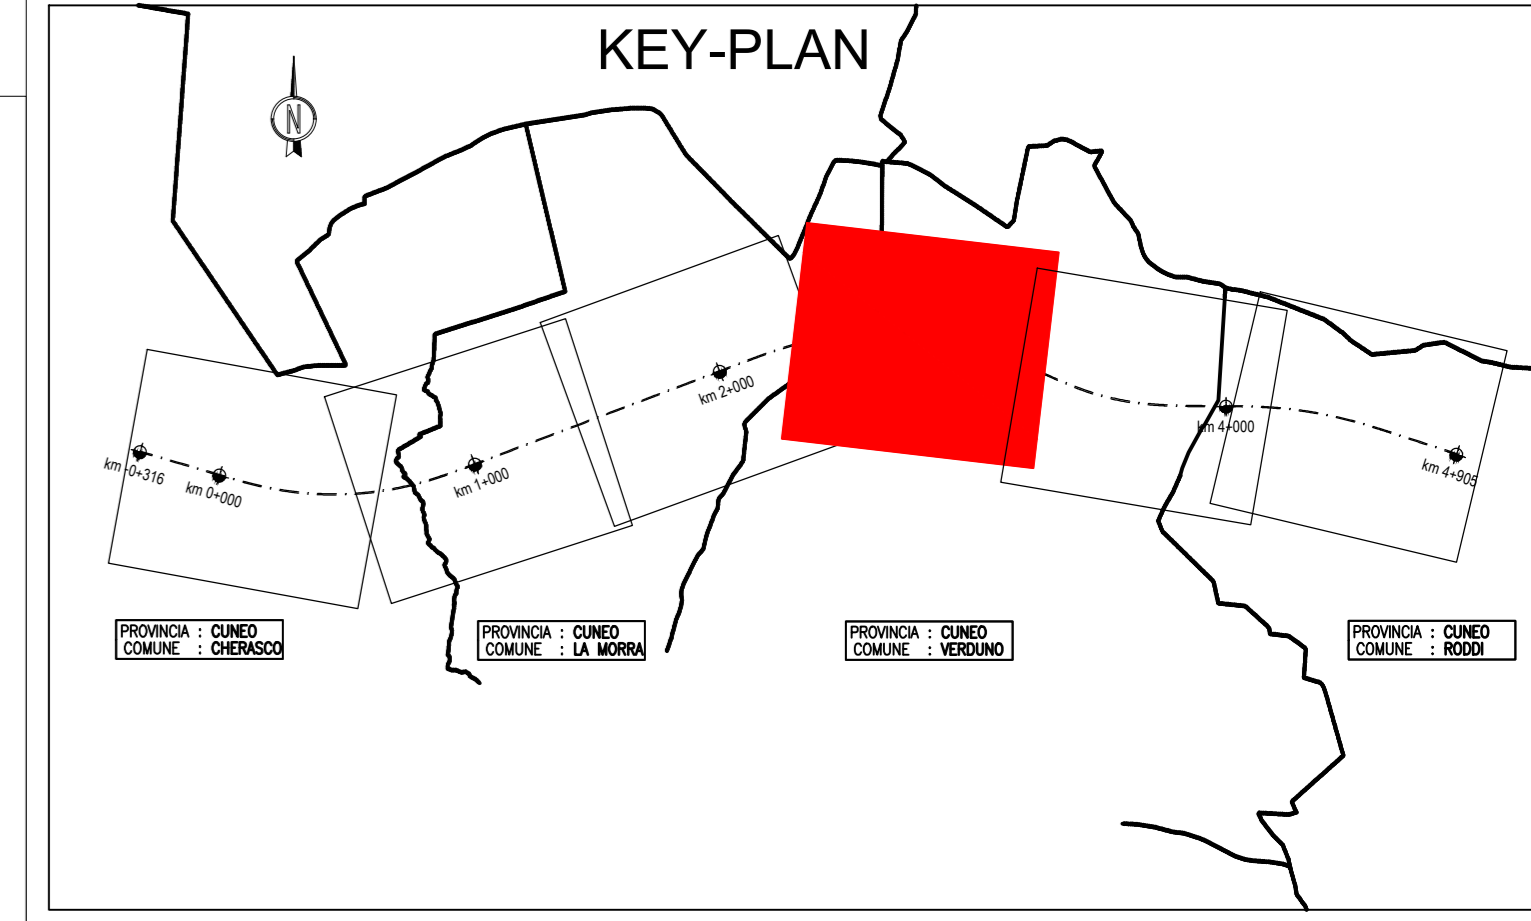 KEY-PLAN
N
km -0+316
km 0+000
km 1+000
km 2+000
km 4+000
km 4+905
PROVINCIA : CUNEO
COMUNE : CHERASCO
PROVINCIA : CUNEO
COMUNE : LA MORRA
PROVINCIA : CUNEO
COMUNE : VERDUNO
PROVINCIA : CUNEO
COMUNE : RODDI